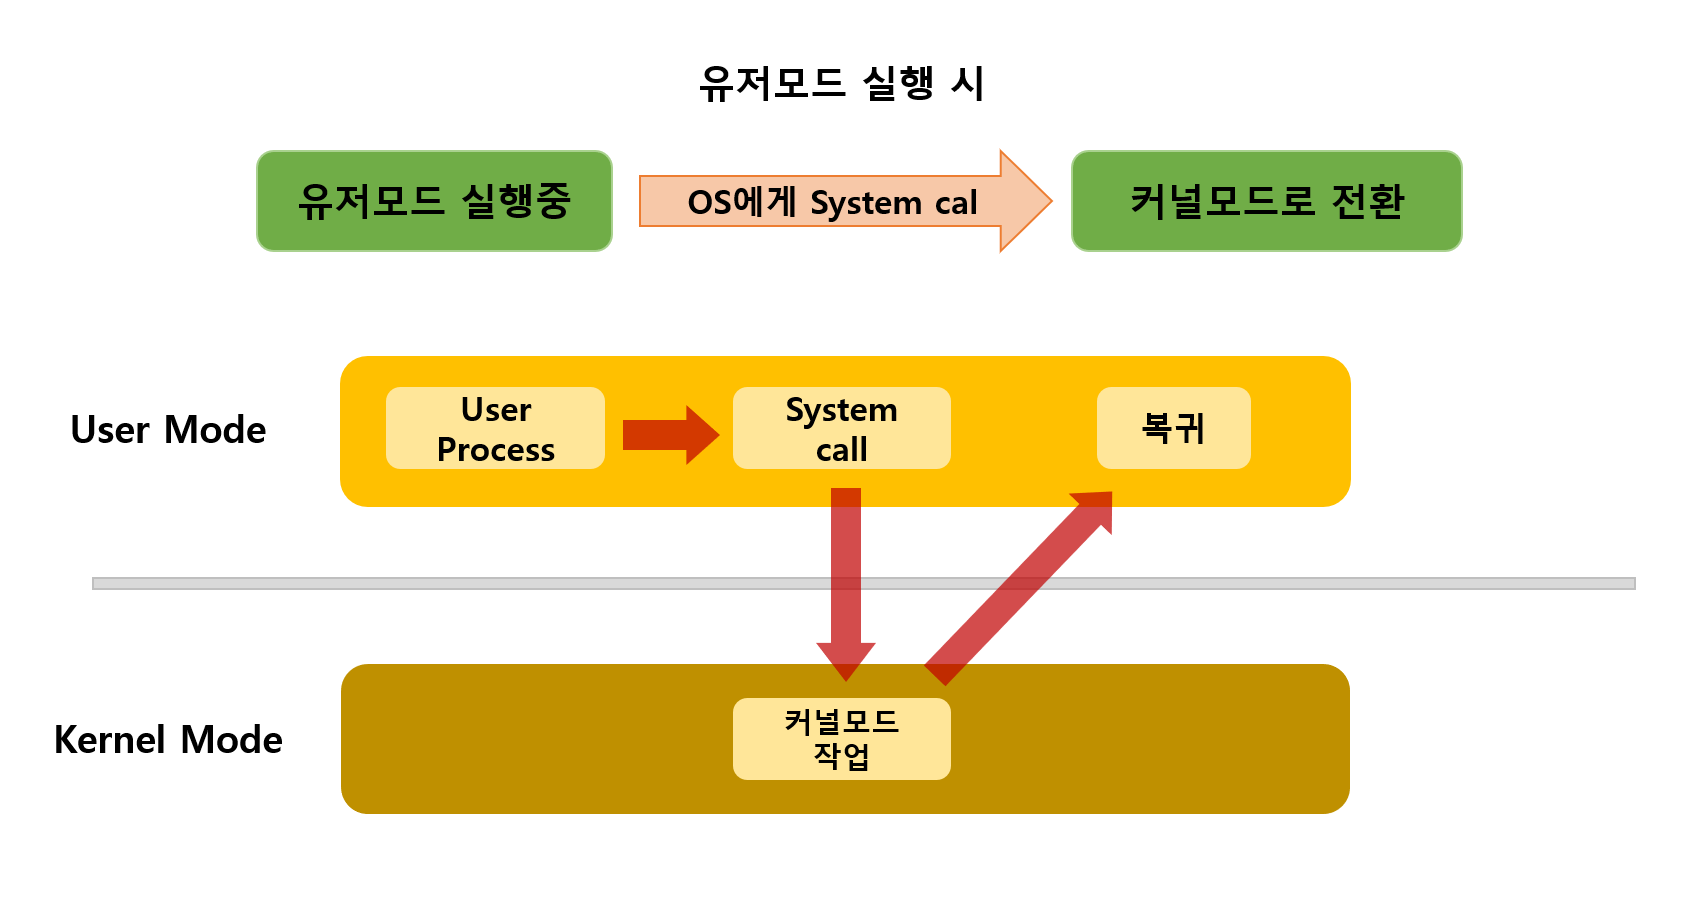 유저모드 실행 시
유저모드 실행중
OS에게 System cal
커널모드로 전환
User Mode
User
Process
System
call
복귀
Kernel Mode
커널모드
작업